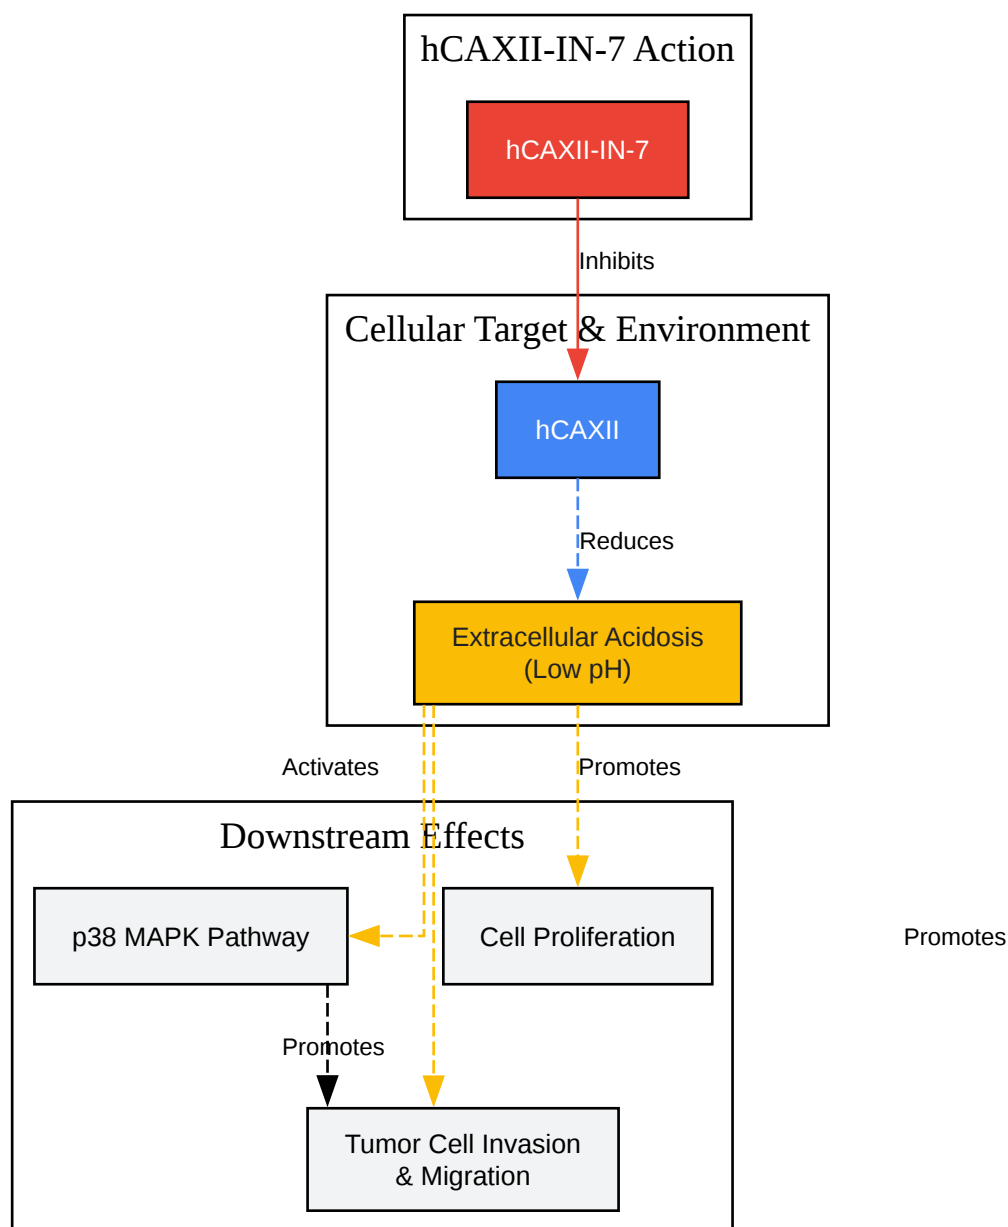 hCAXII-IN-7 Action
hCAXII-IN-7
Inhibits
Cellular Target & Environment
hCAXII
Reduces
Extracellular Acidosis
(Low pH)
Activates
Promotes
Downstream Effects
p38 MAPK Pathway
Cell Proliferation
Promotes
Promotes
Tumor Cell Invasion
& Migration